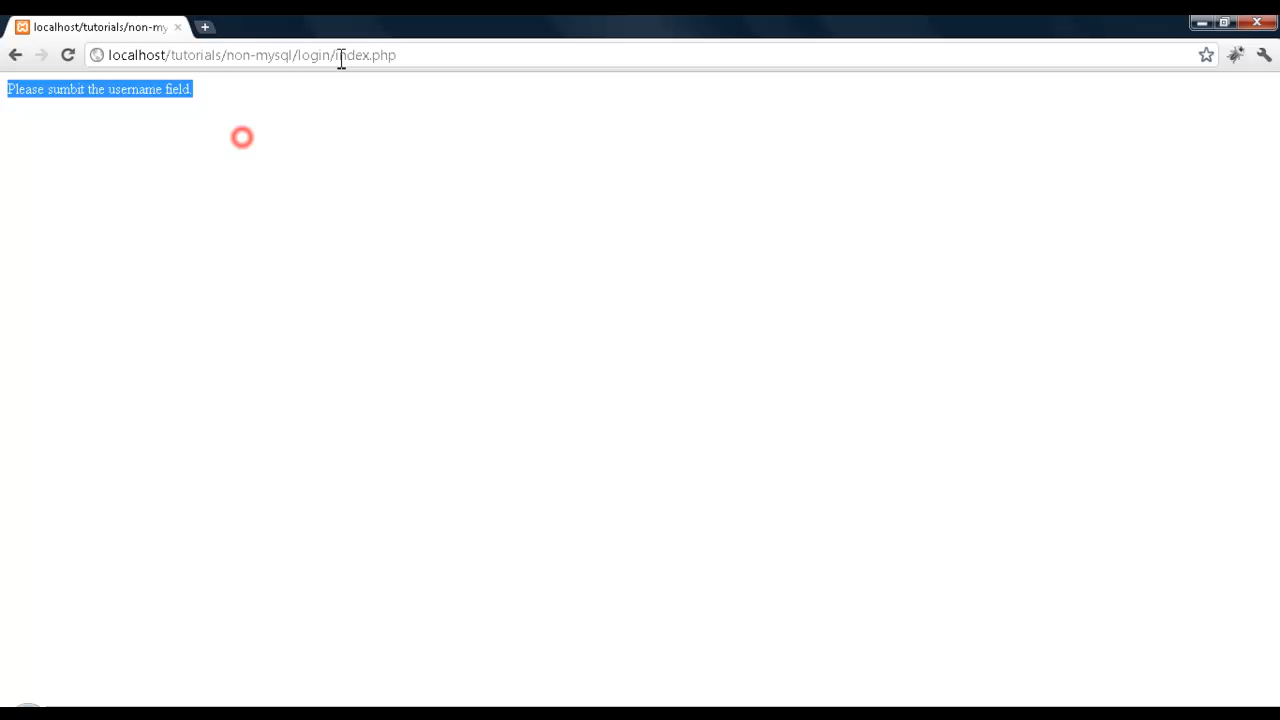 localhost/tutorials/non-my
localhost/tutorials/non-mysql/login/index.php
Please sumbit the username field.